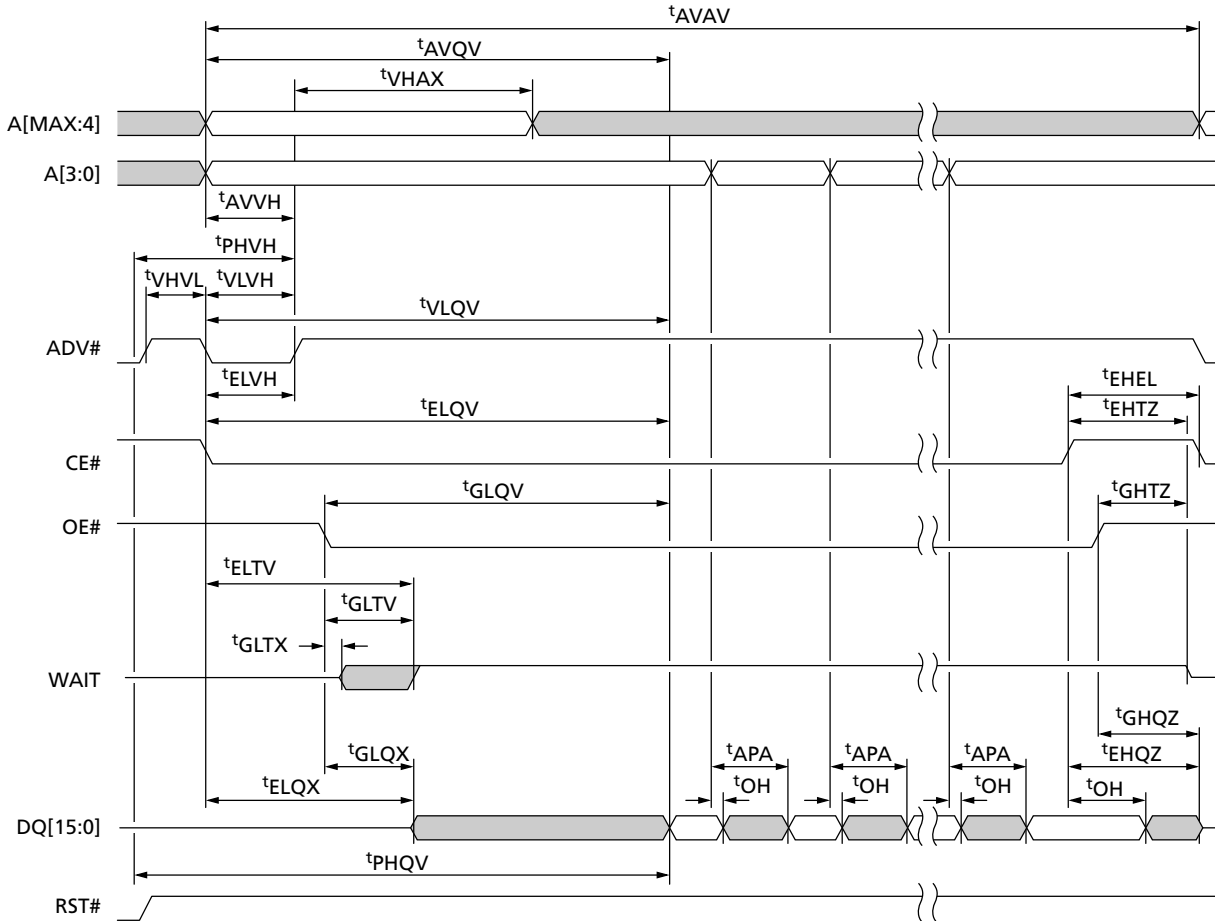 tAVAV
tAVQV
tVHAX
A[MAX:4]
A[3:0]
tAVVH
tPHVH
tVHVL tVLVH
tVLQV
ADV#
tELVH tEHEL
tELQV tEHTZ
CE#
tGLQV tGHTZ
OE#
tELTV
tGLTV
tGLTX
WAIT
tGHQZ
tGLQX tAPA tAPA tAPA tEHQZ
tELQX tOH tOH tOH tOH
DQ[15:0]
tPHQV
RST#